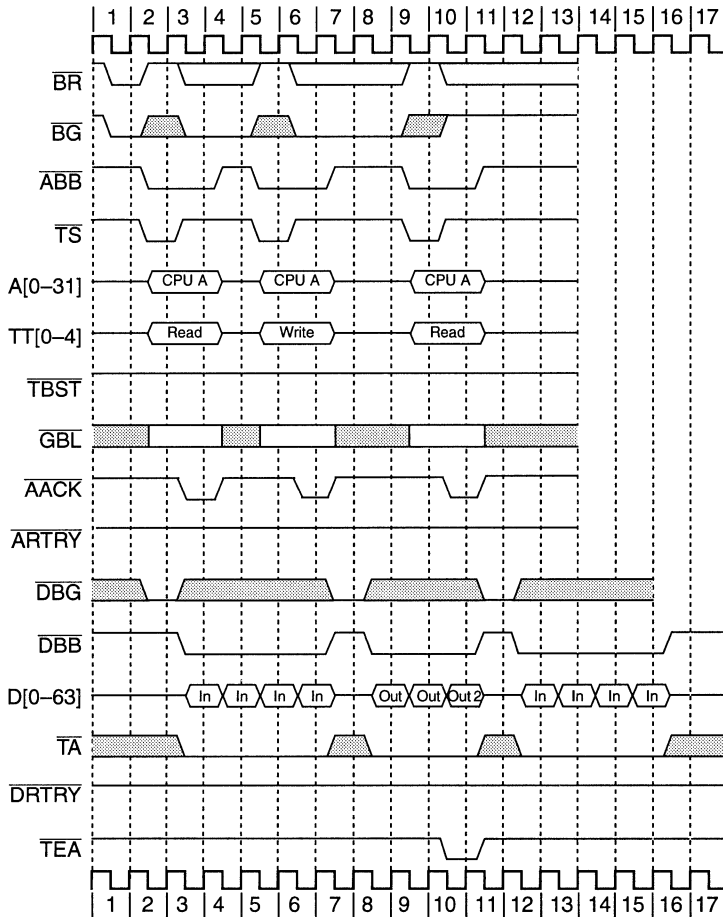 1 2 3 4 5 6 7 8 9 10 11 12 13 14 15 16 17
BR
BG
ABB
TS
A[0–31] CPU A CPU A CPU A
TT[0–4] Read Write Read
TBST
GBL
AACK
ARTRY
DBG
DBB
D[0–63] In In In In Out Out Out 2 In In In In
TA
DRTRY
TEA
1 2 3 4 5 6 7 8 9 10 11 12 13 14 15 16 17